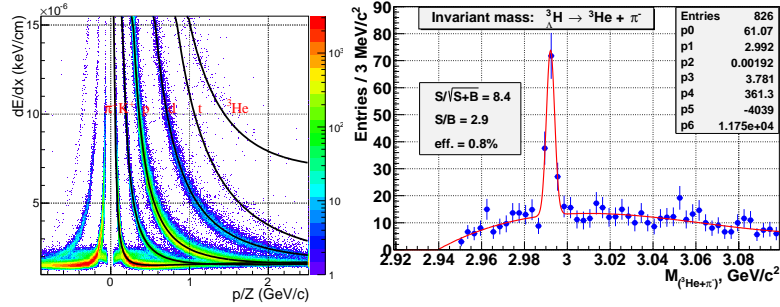 ×10⁻⁶
dE/dx (keV/cm)
15
10
5
π K p d t ³He
0 1 2
p/Z (GeV/c)
10³
10²
10
1
Invariant mass: ³ΛH → ³He + π⁻
Entries 826
p0 61.07
p1 2.992
p2 0.00192
p3 3.781
p4 361.3
p5 -4039
p6 1.175e+04
S/√S+B = 8.4
S/B = 2.9
eff. = 0.8%
Entries / 3 MeV/c²
90
80
70
60
50
40
30
20
10
0
2.92 2.94 2.96 2.98 3 3.02 3.04 3.06 3.08
M(³He+π⁻), GeV/c²